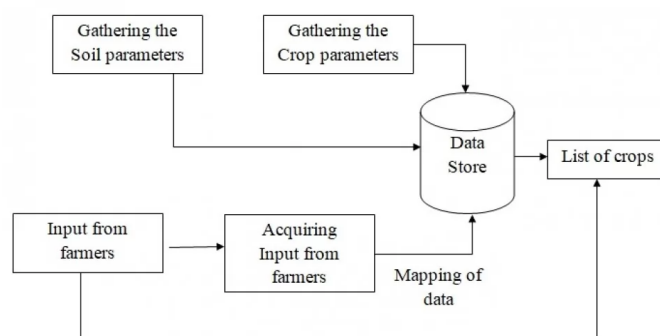 Gathering the
Soil parameters
Gathering the
Crop parameters
Data
Store
List of crops
Input from
farmers
Acquiring
Input from
farmers
Mapping of
data